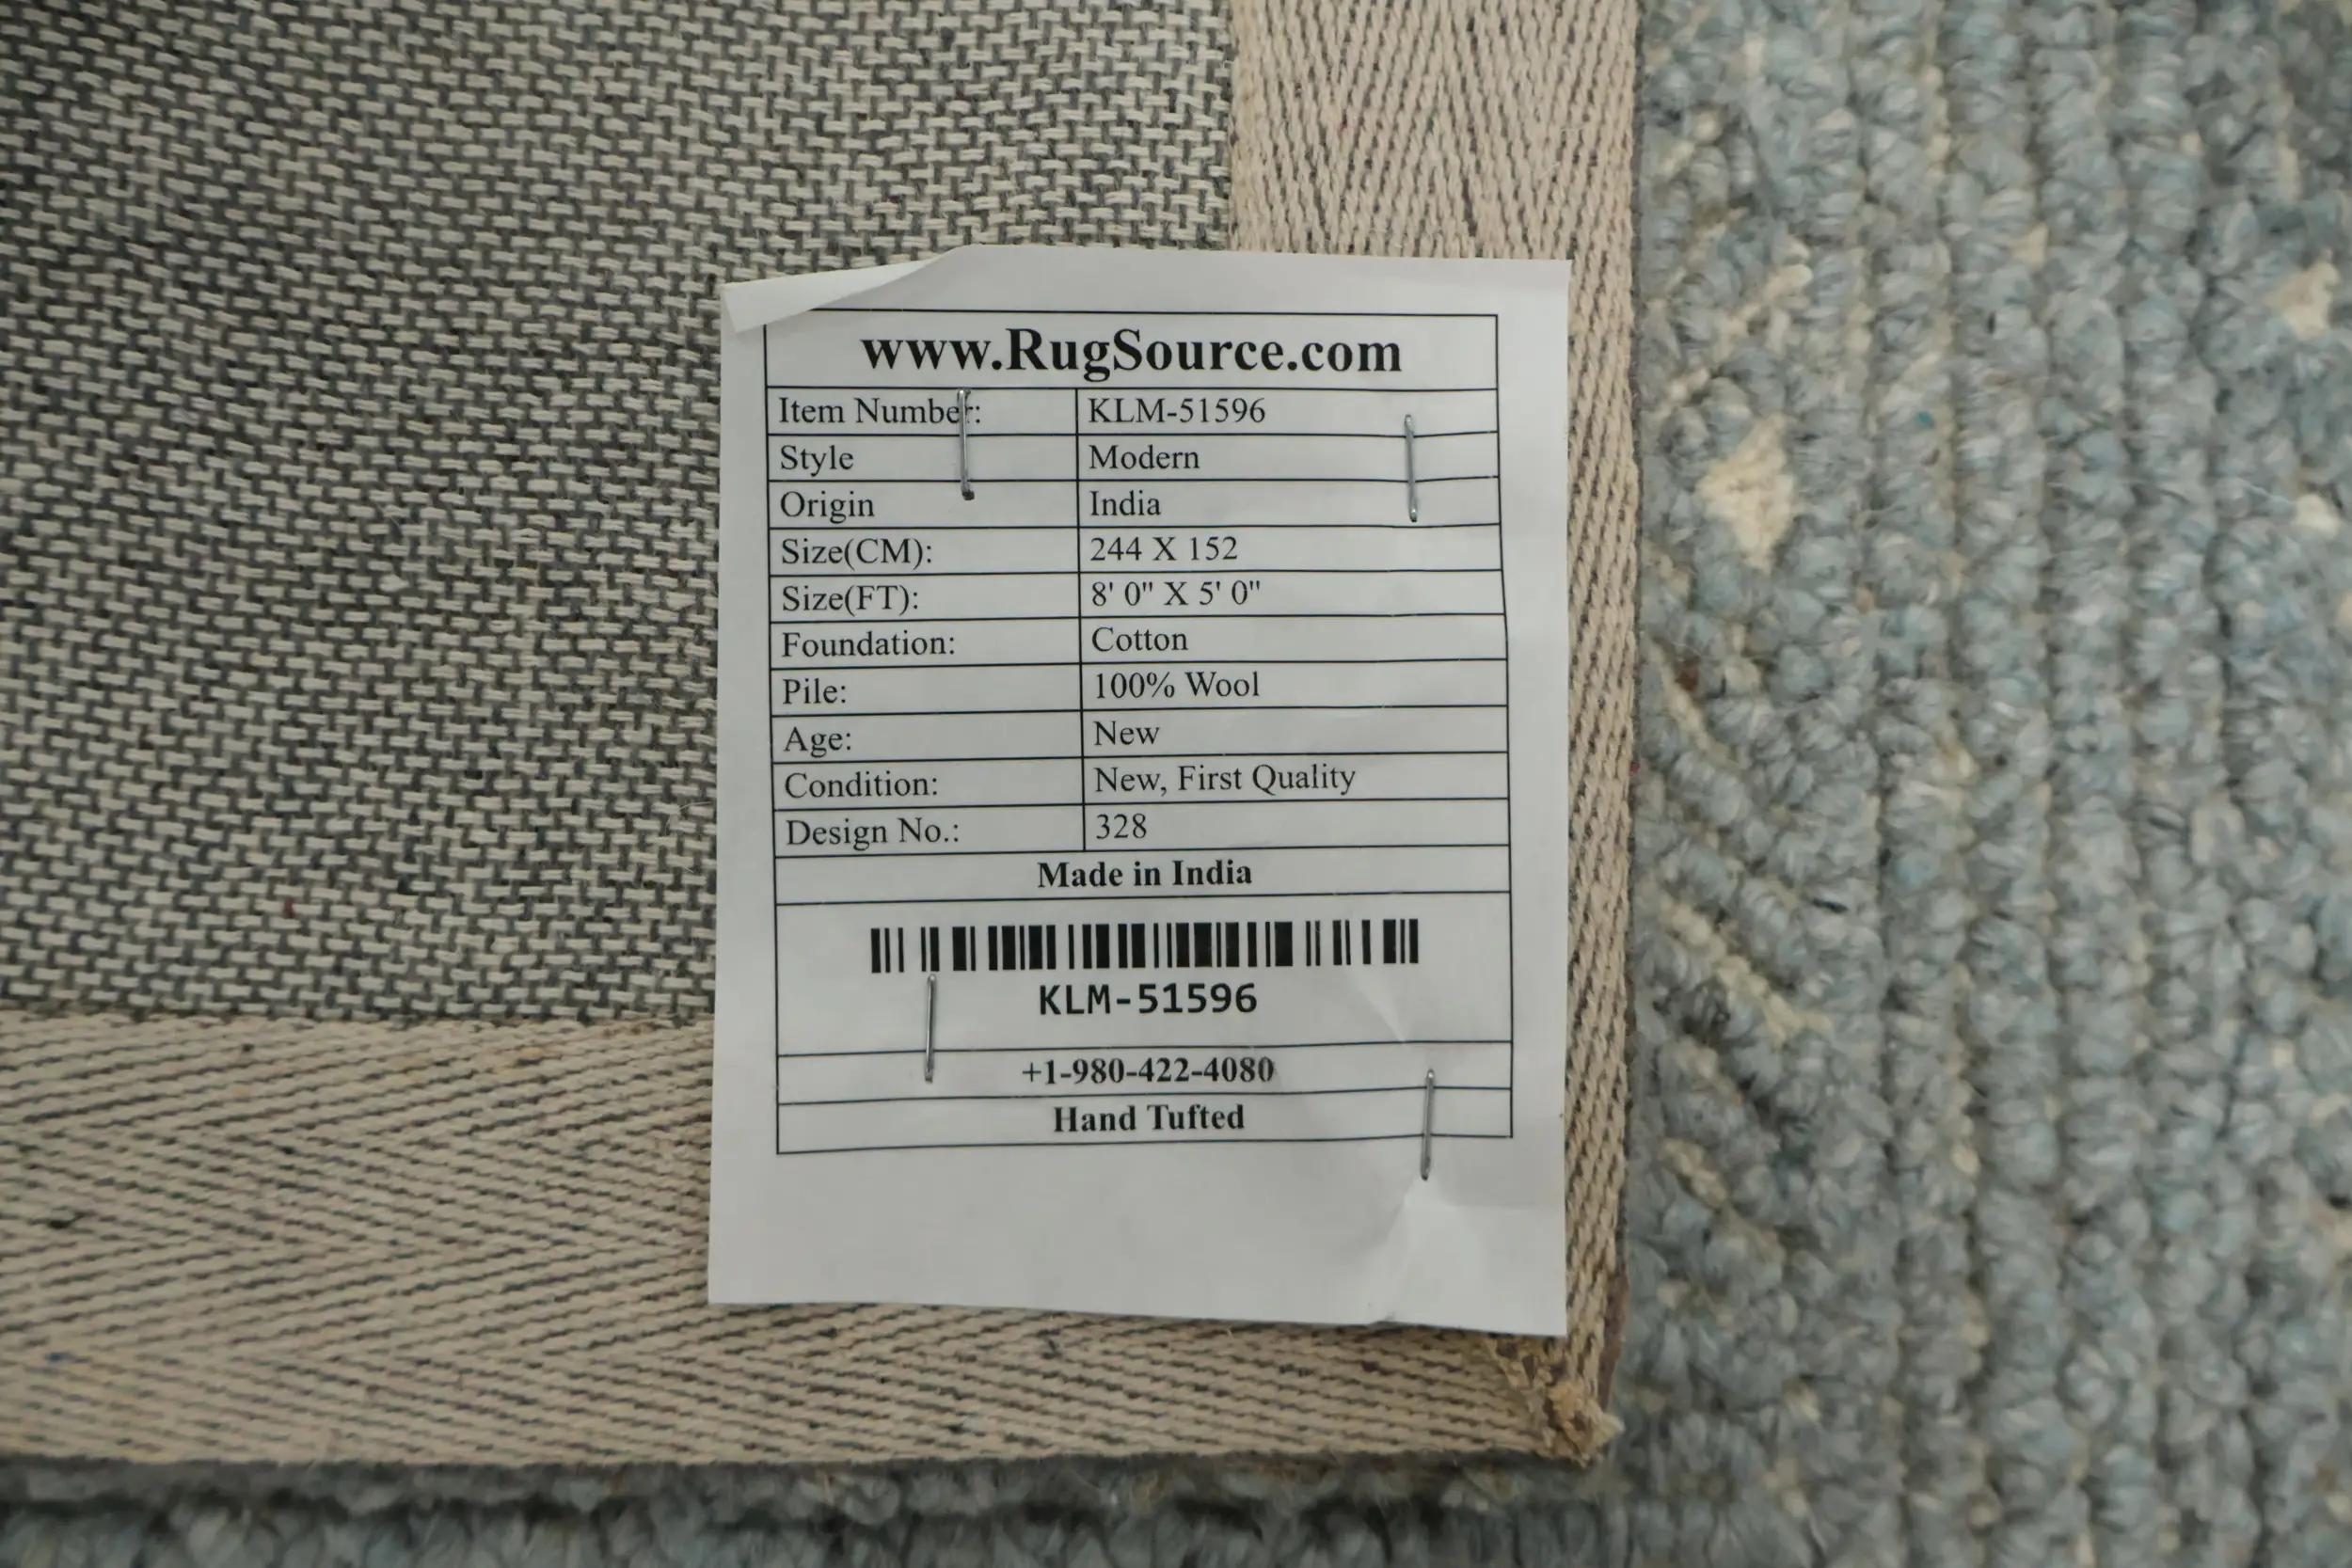 www.RugSource.com
Item Number: KLM-51596
Style Modern
Origin India
Size(CM): 244 X 152
Size(FT): 8' 0" X 5' 0"
Foundation: Cotton
Pile: 100% Wool
Age: New
Condition: New, First Quality
Design No.: 328
Made in India
KLM-51596
+1-980-422-4080
Hand Tufted